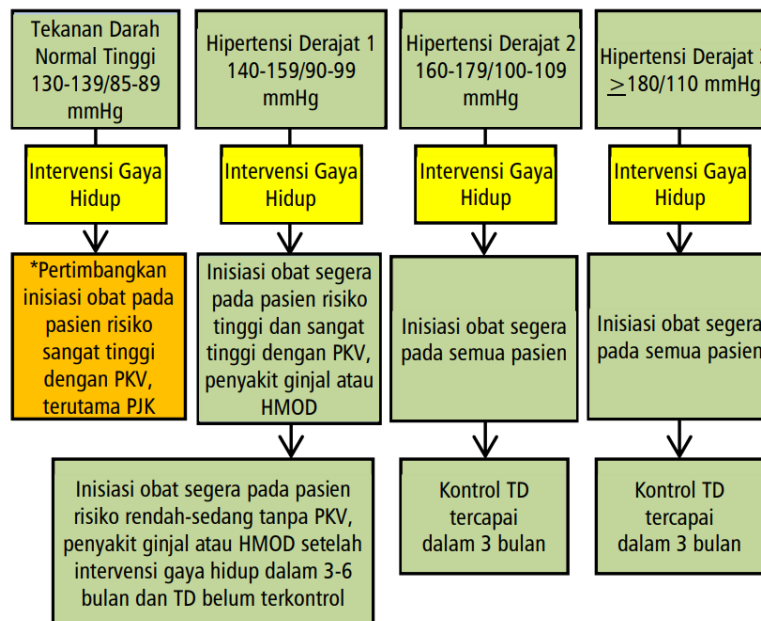 Tekanan Darah
Normal Tinggi
130-139/85-89
mmHg
Hipertensi Derajat 1
140-159/90-99
mmHg
Hipertensi Derajat 2
160-179/100-109
mmHg
Hipertensi Derajat
≥180/110 mmHg
Intervensi Gaya
Hidup
Intervensi Gaya
Hidup
Intervensi Gaya
Hidup
Intervensi Gaya
Hidup
*Pertimbangkan
inisiasi obat pada
pasien risiko
sangat tinggi
dengan PKV,
terutama PJK
Inisiasi obat segera
pada pasien risiko
tinggi dan sangat
tinggi dengan PKV,
penyakit ginjal atau
HMOD
Inisiasi obat segera
pada semua pasien
Inisiasi obat segera
pada semua pasien
Inisiasi obat segera pada pasien
risiko rendah-sedang tanpa PKV,
penyakit ginjal atau HMOD setelah
intervensi gaya hidup dalam 3-6
bulan dan TD belum terkontrol
Kontrol TD
tercapai
dalam 3 bulan
Kontrol TD
tercapai
dalam 3 bulan